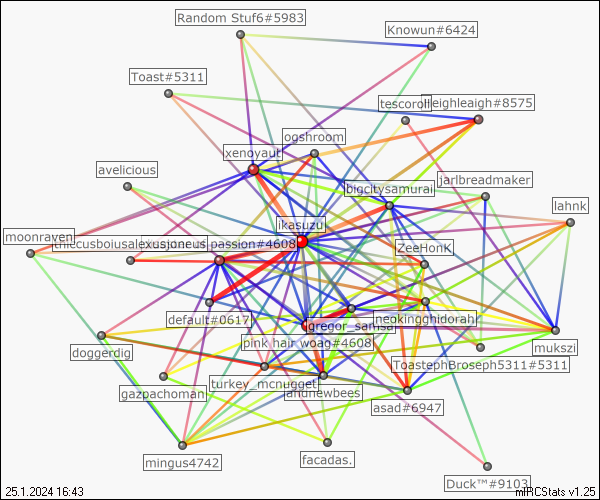 Random Stuf6#5983
Knowun#6424
Toast#5311
tescoroll
leighleaigh#8575
ogshroom
xenoyaut
avelicious
bigcitysamurai
jarlbreadmaker
lahnk
ikasuzu
moonraven
passion#4608
ZeeHonk
default#0617
gregor_samsa
neokingghidorah
pink hair woag#4608
mukszi
doggerdig
ToastephBroseph5311#5311
turkey_mcnugget
gazpachoman
andnewbees
asad#6947
mingus4742
facadas.
Duck™#9103
25.1.2024 16:43
mIRCStats v1.25